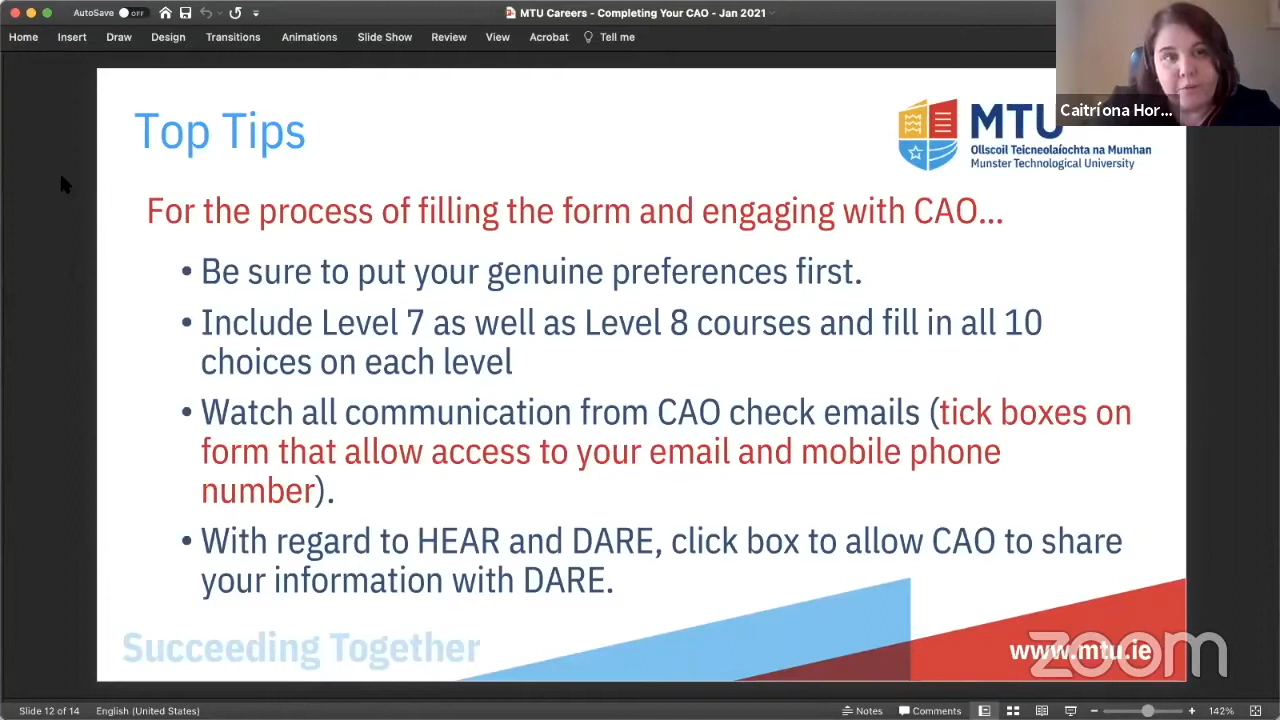 AutoSave OFF
MTU Careers - Completing Your CAO - Jan 2021
Home Insert Draw Design Transitions Animations Slide Show Review View Acrobat Tell me
Caitríona Hor...
Top Tips
MTU
Ollscoil Teicneolaíochta na Mumhan
Munster Technological University
For the process of filling the form and engaging with CAO...
• Be sure to put your genuine preferences first.
• Include Level 7 as well as Level 8 courses and fill in all 10
choices on each level
• Watch all communication from CAO check emails (tick boxes on
form that allow access to your email and mobile phone
number).
• With regard to HEAR and DARE, click box to allow CAO to share
your information with DARE.
Succeeding Together
www.mtu.ie
zoom
Slide 12 of 14 English (United States) Notes Comments 142%